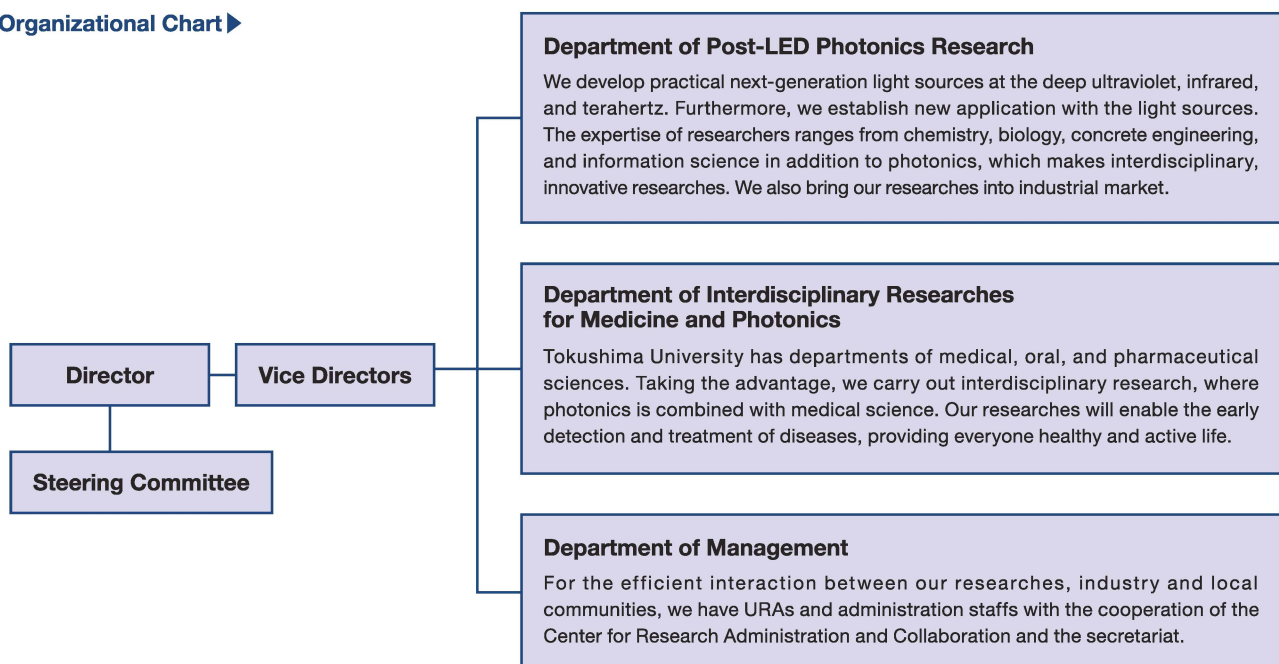 Organizational Chart ▶
Department of Post-LED Photonics Research
We develop practical next-generation light sources at the deep ultraviolet, infrared,
and terahertz. Furthermore, we establish new application with the light sources.
The expertise of researchers ranges from chemistry, biology, concrete engineering,
and information science in addition to photonics, which makes interdisciplinary,
innovative researches. We also bring our researches into industrial market.
Department of Interdisciplinary Researches
for Medicine and Photonics
Tokushima University has departments of medical, oral, and pharmaceutical
sciences. Taking the advantage, we carry out interdisciplinary research, where
photonics is combined with medical science. Our researches will enable the early
detection and treatment of diseases, providing everyone healthy and active life.
Director
Vice Directors
Steering Committee
Department of Management
For the efficient interaction between our researches, industry and local
communities, we have URAs and administration staffs with the cooperation of the
Center for Research Administration and Collaboration and the secretariat.